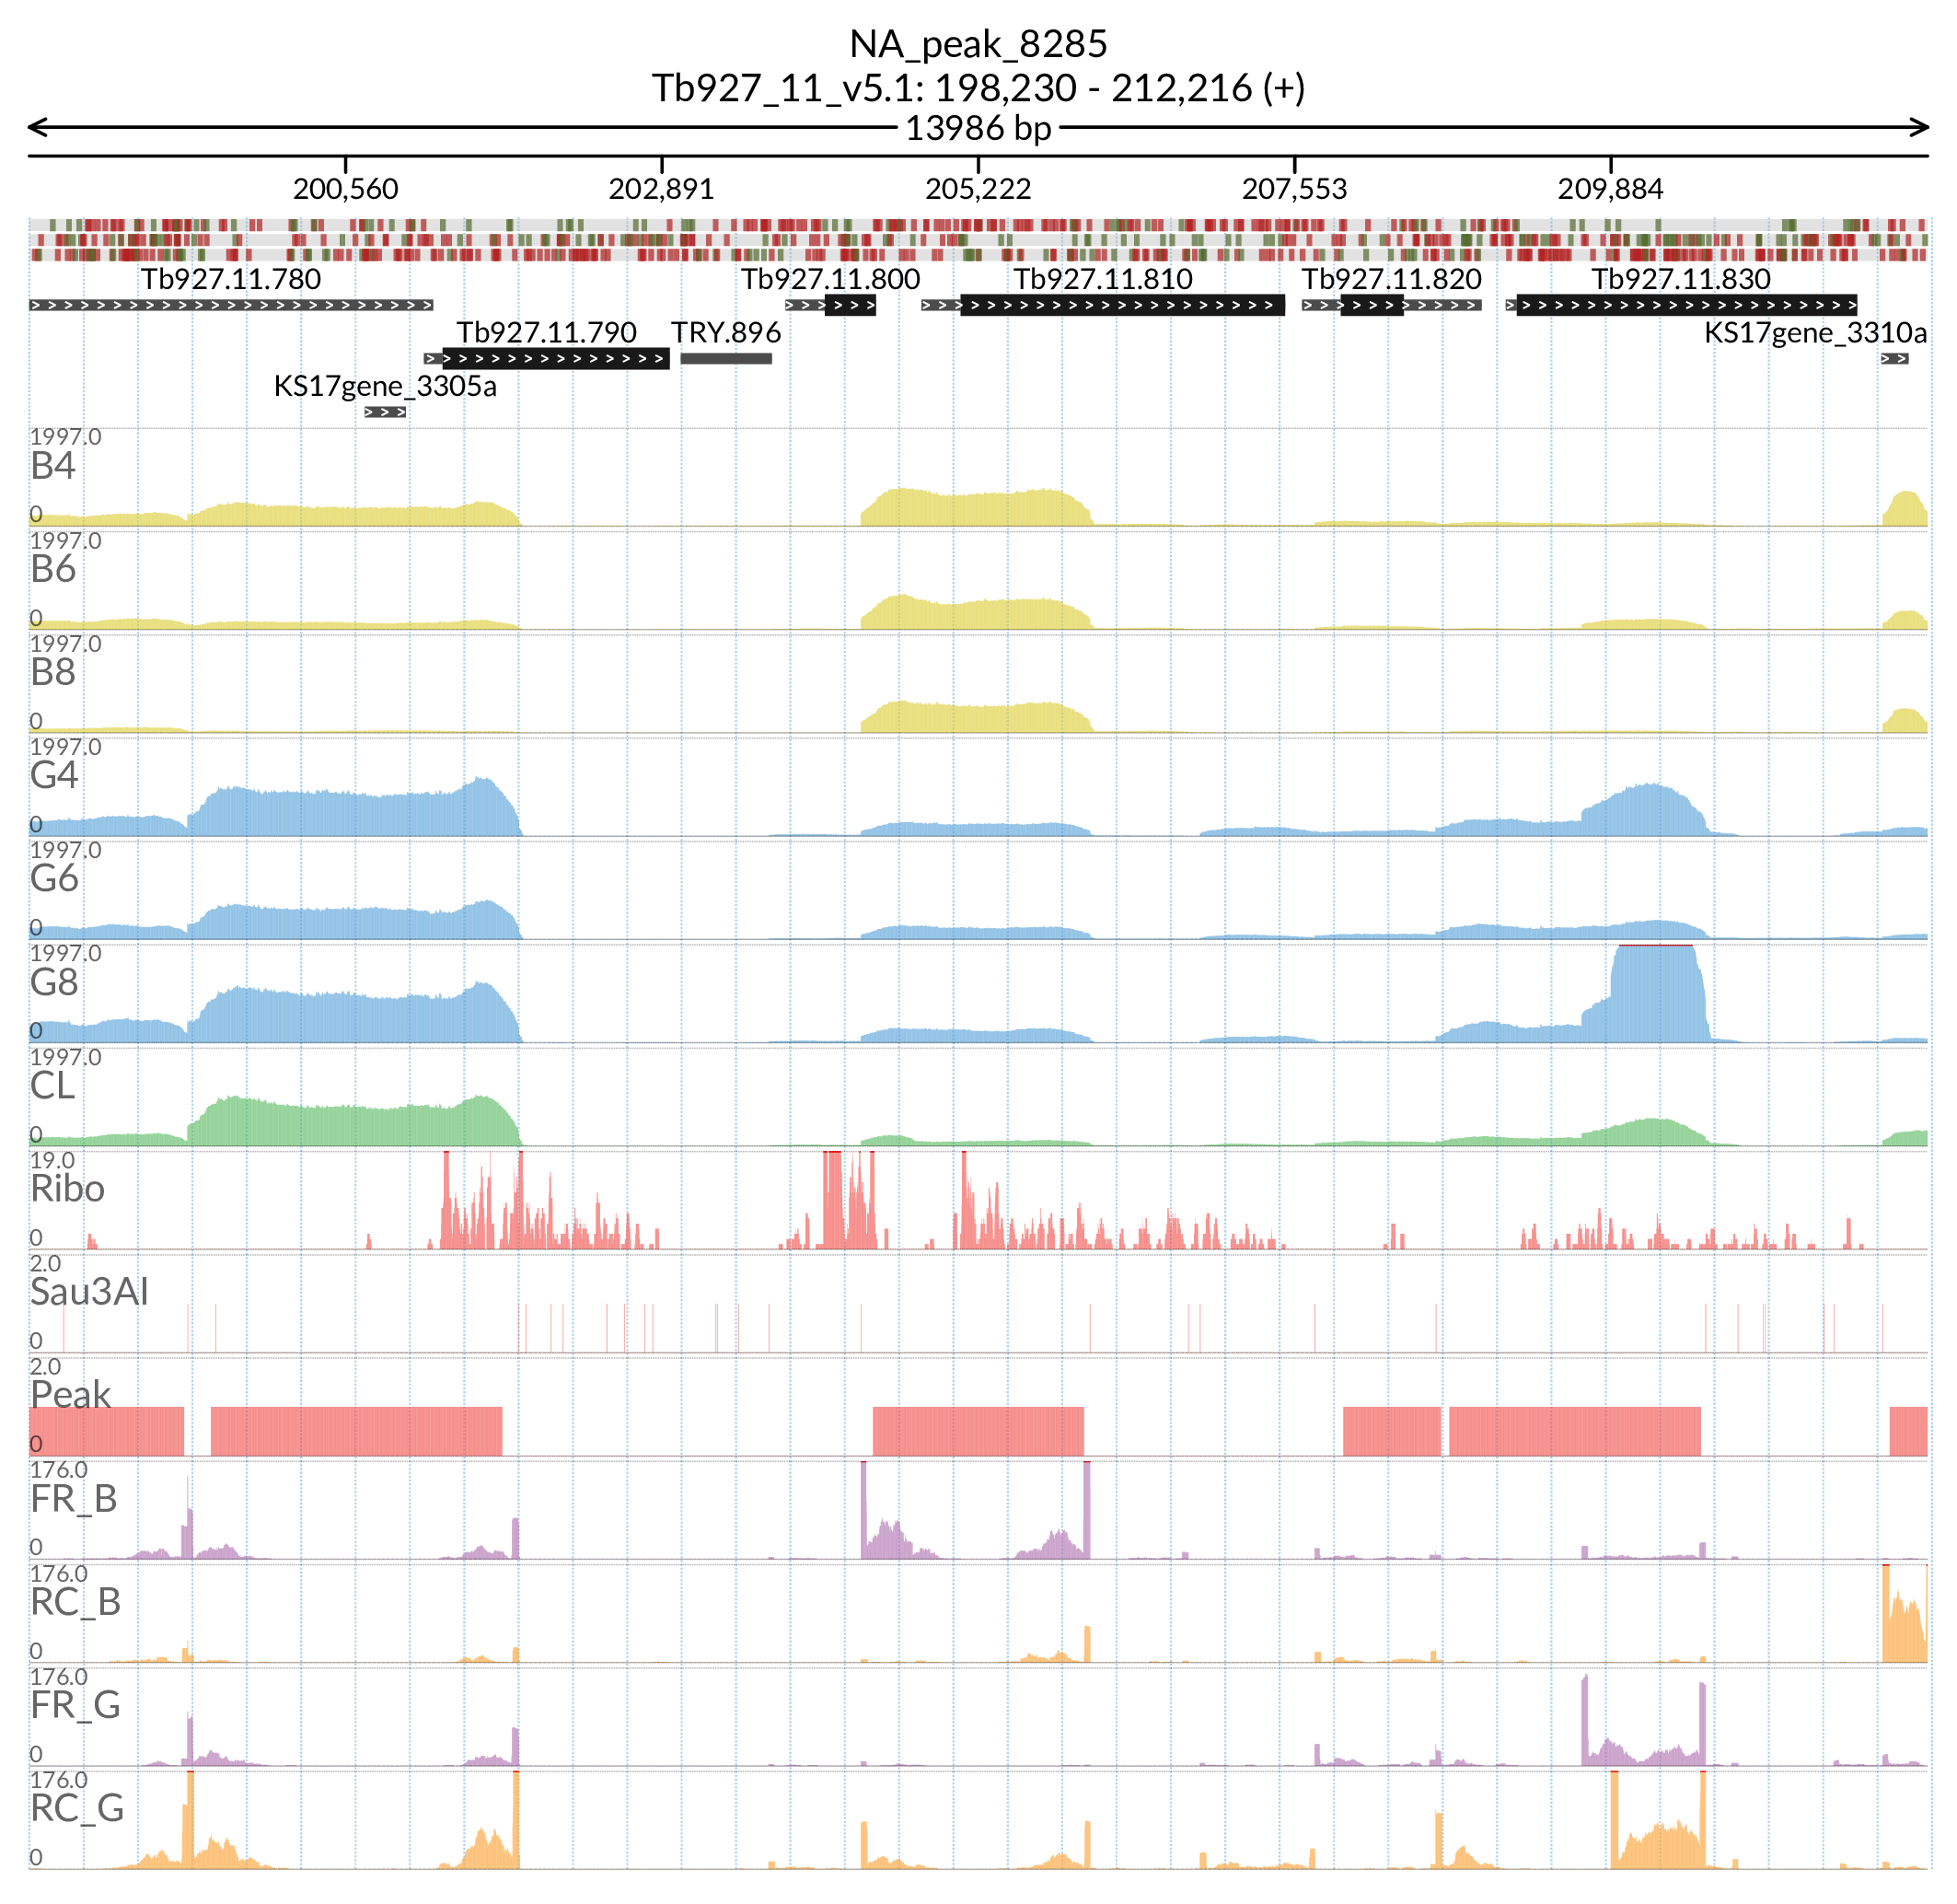 NA_peak_8285
Tb927_11_v5.1: 198,230 - 212,216 (+)
13986 bp
200,560 202,891 205,222 207,553 209,884
Tb927.11.780 Tb927.11.800 Tb927.11.810 Tb927.11.820 Tb927.11.830
Tb927.11.790 TRY.896 KS17gene_3310a
KS17gene_3305a
1997.0
B4
0
1997.0
B6
0
1997.0
B8
0
1997.0
G4
0
1997.0
G6
0
1997.0
G8
0
1997.0
CL
0
19.0
Ribo
0
2.0
Sau3AI
0
2.0
Peak
0
176.0
FR_B
0
176.0
RC_B
0
176.0
FR_G
0
176.0
RC_G
0